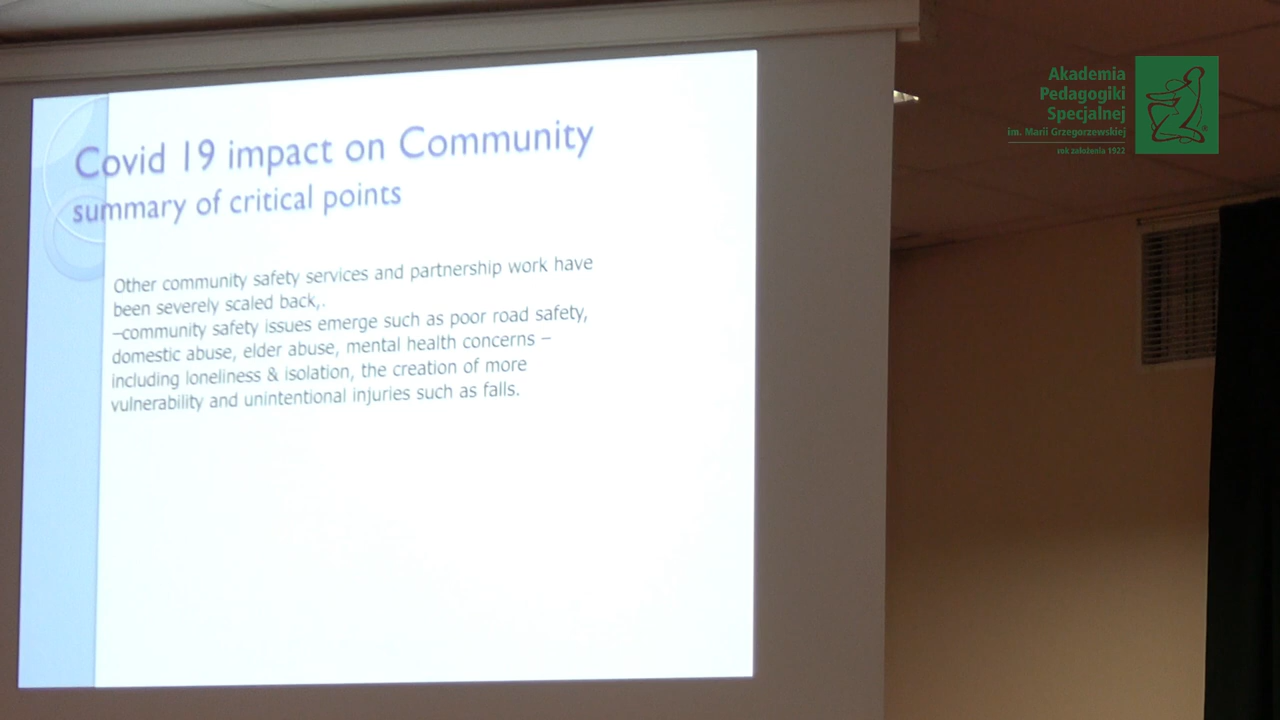 Covid 19 impact on Community
summary of critical points
Other community safety services and partnership work have
been severely scaled back,.
–community safety issues emerge such as poor road safety,
domestic abuse, elder abuse, mental health concerns –
including loneliness & isolation, the creation of more
vulnerability and unintentional injuries such as falls.
Akademia
Pedagogiki
Specjalnej
im. Marii Grzegorzewskiej
rok założenia 1922